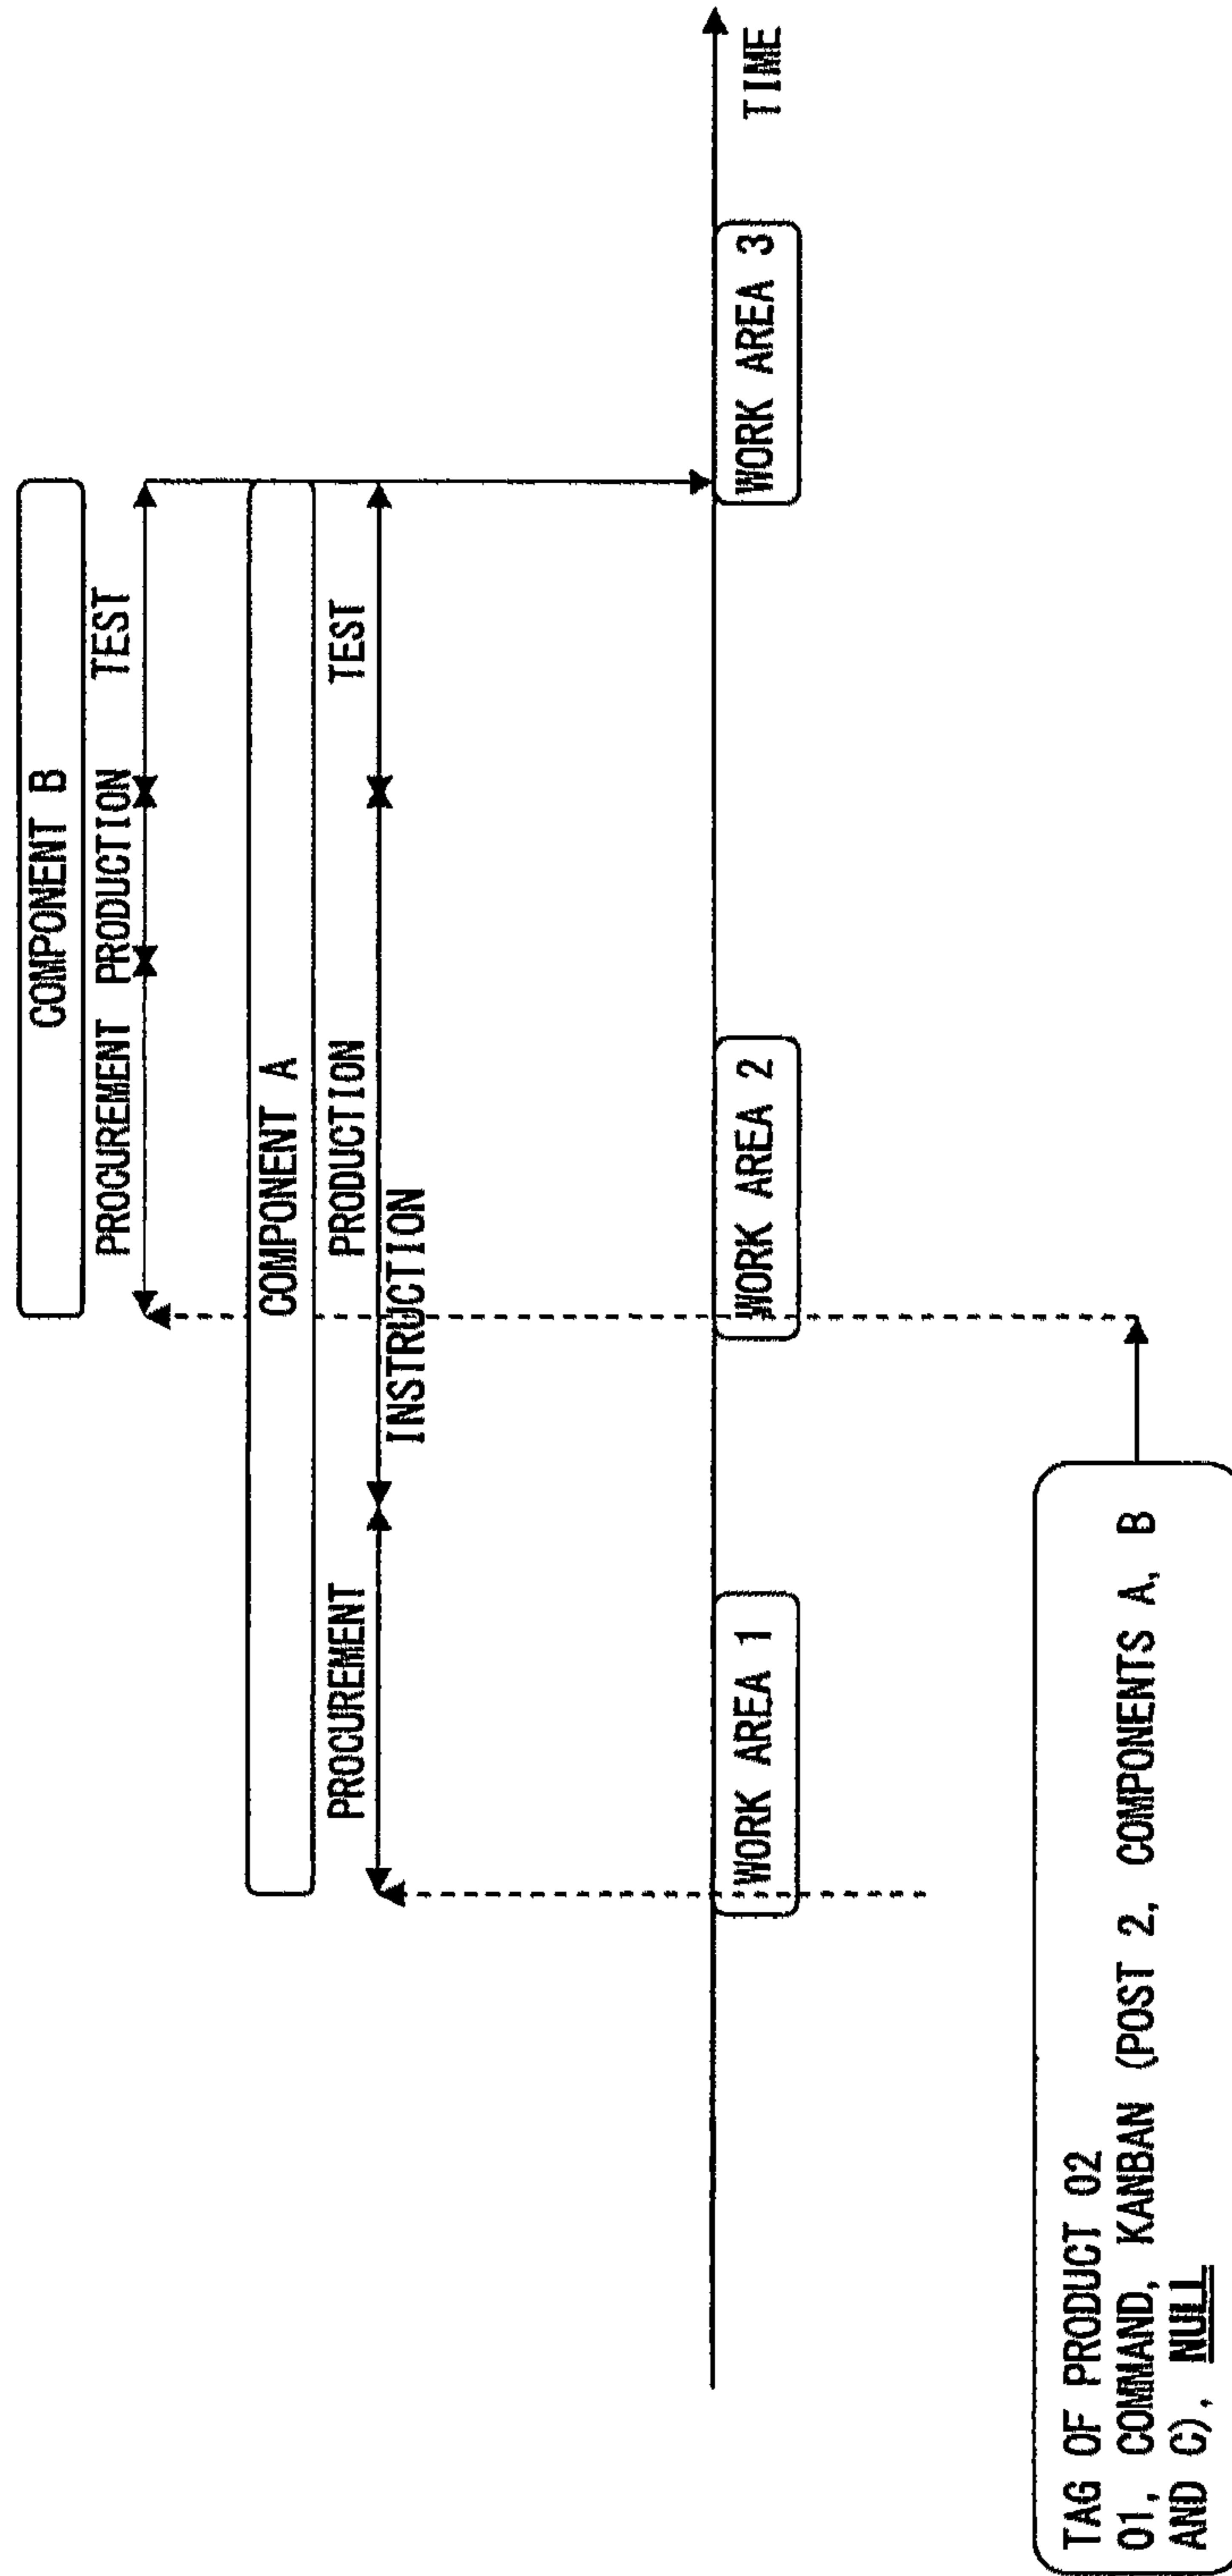 COMPONENT B
PROCUREMENT PRODUCTION TEST
COMPONENT A
PROCUREMENT PRODUCTION TEST
INSTRUCTION
WORK AREA 1 WORK AREA 2 WORK AREA 3
TIME
TAG OF PRODUCT 02
01, COMMAND, KANBAN (POST 2, COMPONENTS A, B
AND C), NULL